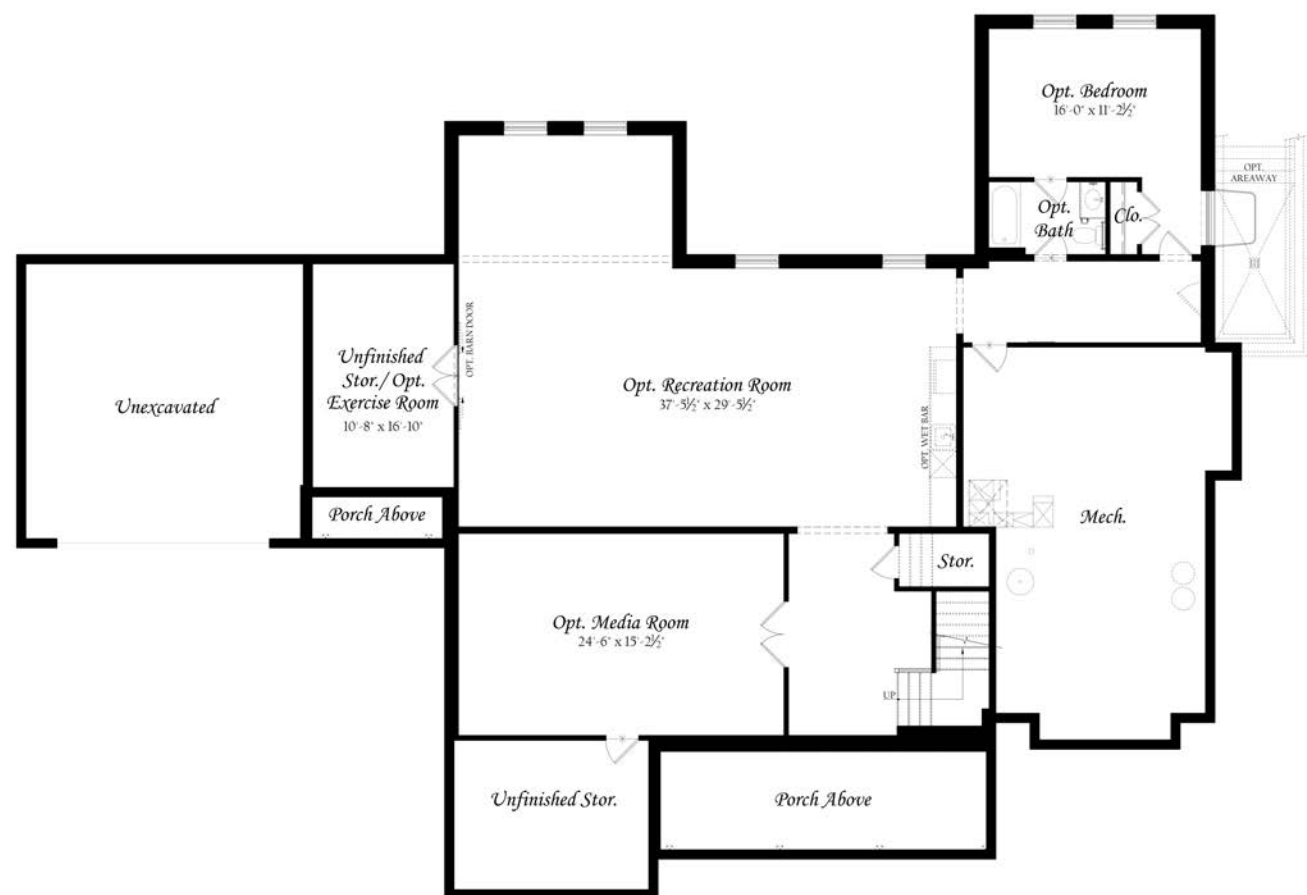 Opt. Bedroom
16'-0" x 11'-2½"
OPT.
AREAWAY
Opt.
Bath
Clo.
OPT. BARN DOOR
Unfinished
Stor./ Opt.
Exercise Room
10'-8" x 16'-10"
Unexcavated
Opt. Recreation Room
37'-5½" x 29'-5½"
OPT. WET BAR
Porch Above
Mech.
Stor.
Opt. Media Room
24'-6" x 15'-2½"
UP
Unfinished Stor.
Porch Above